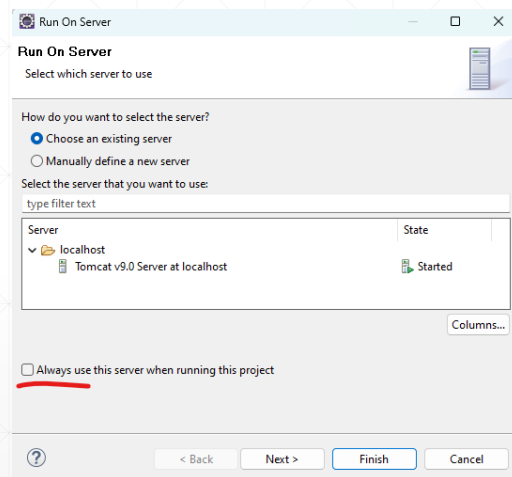 Run On Server
Run On Server
Select which server to use
How do you want to select the server?
Choose an existing server
Manually define a new server
Select the server that you want to use:
type filter text
Server State
localhost
Tomcat v9.0 Server at localhost Started
Columns...
Always use this server when running this project
? < Back Next > Finish Cancel